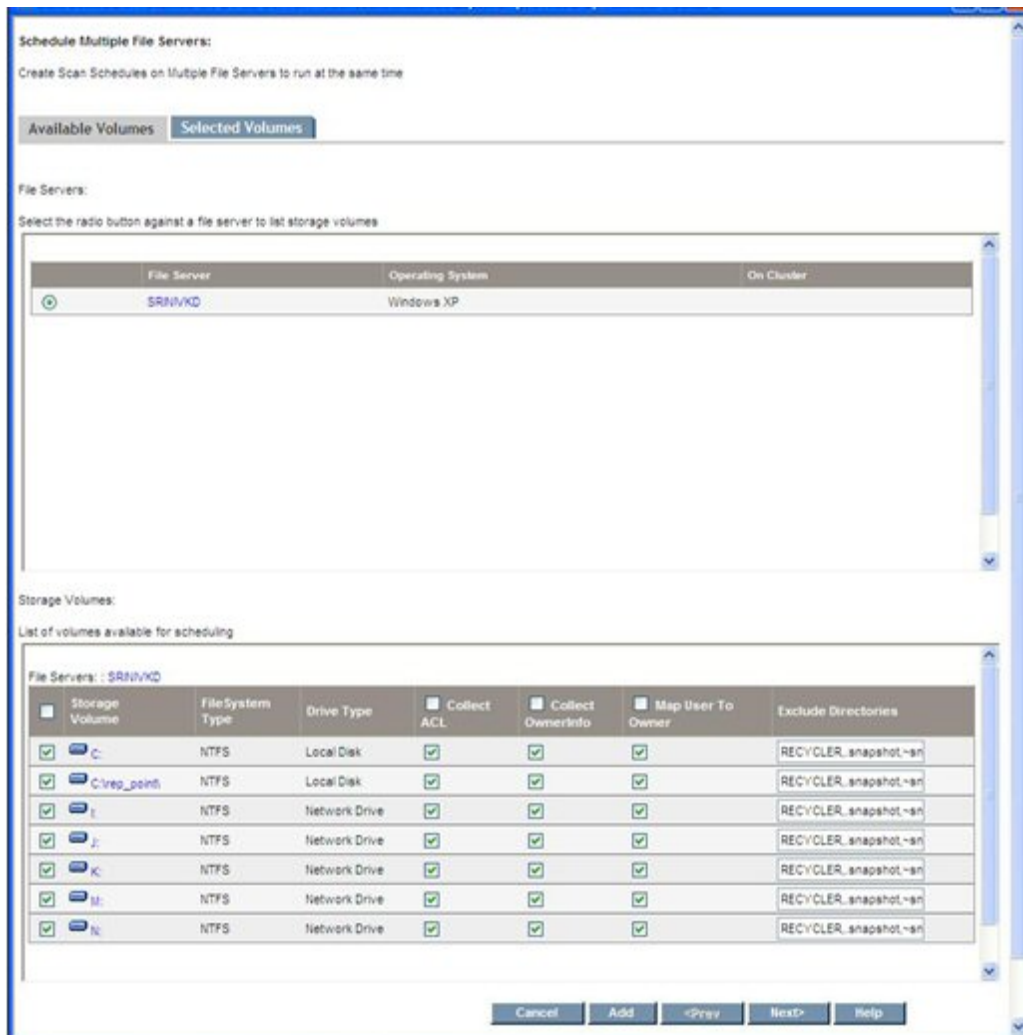 Schedule Multiple File Servers:
Create Scan Schedules on Multiple File Servers to run at the same time
Available Volumes Selected Volumes
File Servers:
Select the radio button against a file server to list storage volumes
File Server Operating System On Cluster
SRINIVKD Windows XP
Storage Volumes:
List of volumes available for scheduling
File Servers: : SRINIVKD
Storage Volume FileSystem Type Drive Type Collect ACL Collect OwnerInfo Map User To Owner Exclude Directories
C: NTFS Local Disk RECYCLER,.snapshot,~sn
C:\rep_point\ NTFS Local Disk RECYCLER,.snapshot,~sn
I: NTFS Network Drive RECYCLER,.snapshot,~sn
J: NTFS Network Drive RECYCLER,.snapshot,~sn
K: NTFS Network Drive RECYCLER,.snapshot,~sn
M: NTFS Network Drive RECYCLER,.snapshot,~sn
N: NTFS Network Drive RECYCLER,.snapshot,~sn
Cancel Add <Prev Next> Help